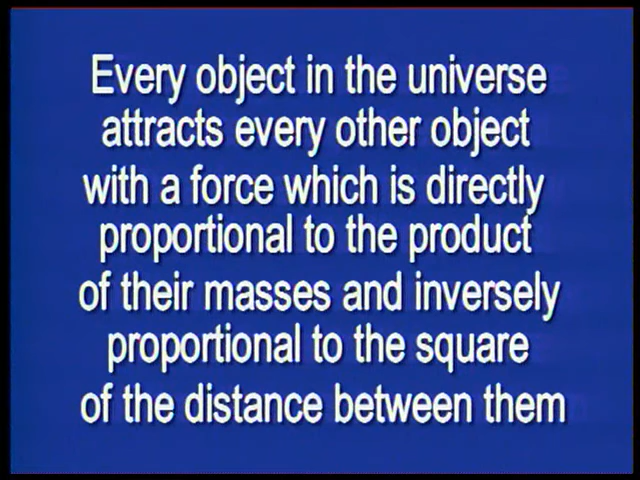 Every object in the universe
attracts every other object
with a force which is directly
proportional to the product
of their masses and inversely
proportional to the square
of the distance between them